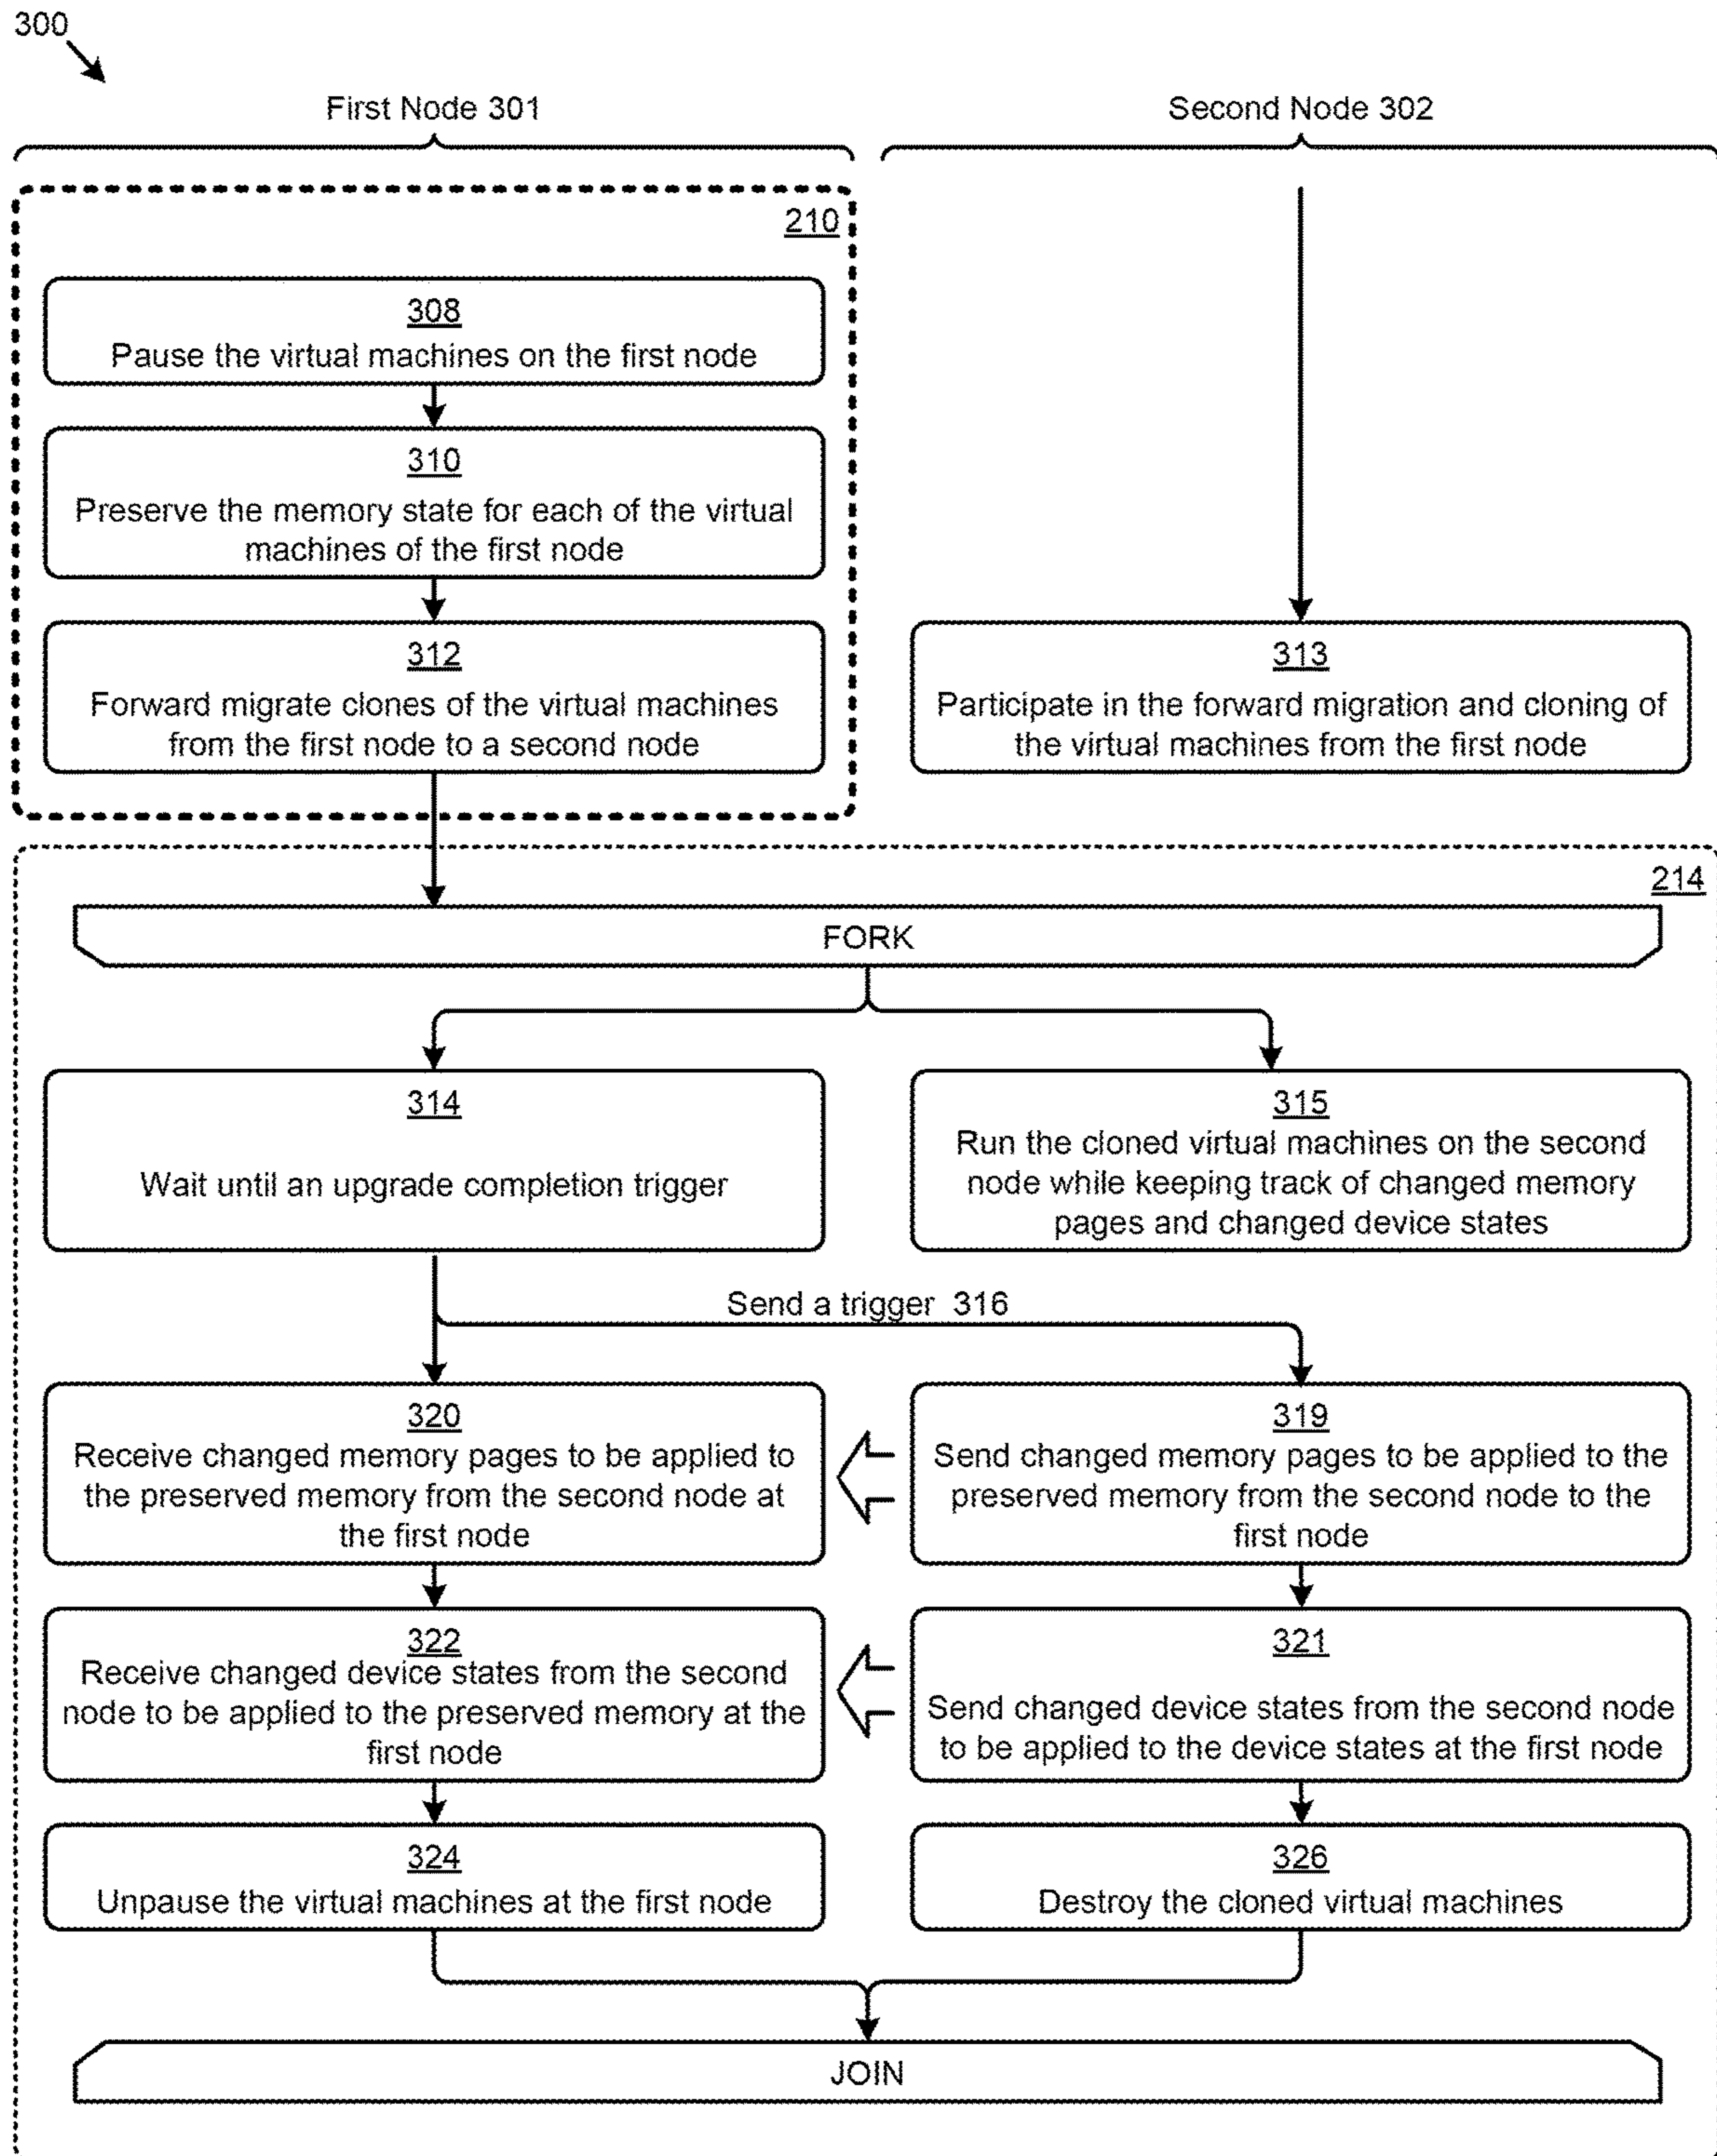 300
First Node 301
Second Node 302
210
308
Pause the virtual machines on the first node
310
Preserve the memory state for each of the virtual
machines of the first node
312
Forward migrate clones of the virtual machines
from the first node to a second node
313
Participate in the forward migration and cloning of
the virtual machines from the first node
214
FORK
314
Wait until an upgrade completion trigger
315
Run the cloned virtual machines on the second
node while keeping track of changed memory
pages and changed device states
Send a trigger 316
320
Receive changed memory pages to be applied to
the preserved memory from the second node at
the first node
319
Send changed memory pages to be applied to the
preserved memory from the second node to the
first node
322
Receive changed device states from the second
node to be applied to the preserved memory at the
first node
321
Send changed device states from the second node
to be applied to the device states at the first node
324
Unpause the virtual machines at the first node
326
Destroy the cloned virtual machines
JOIN